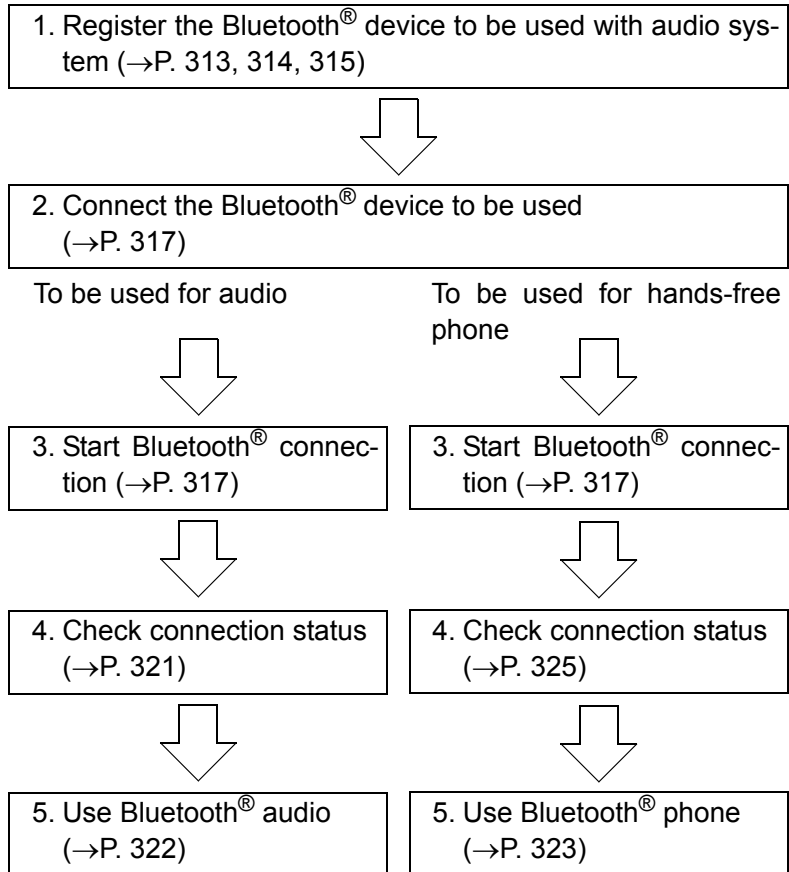 1. Register the Bluetooth® device to be used with audio sys-
tem (→P. 313, 314, 315)
2. Connect the Bluetooth® device to be used
(→P. 317)
To be used for audio
To be used for hands-free
phone
3. Start Bluetooth® connec-
tion (→P. 317)
3. Start Bluetooth® connec-
tion (→P. 317)
4. Check connection status
(→P. 321)
4. Check connection status
(→P. 325)
5. Use Bluetooth® audio
(→P. 322)
5. Use Bluetooth® phone
(→P. 323)